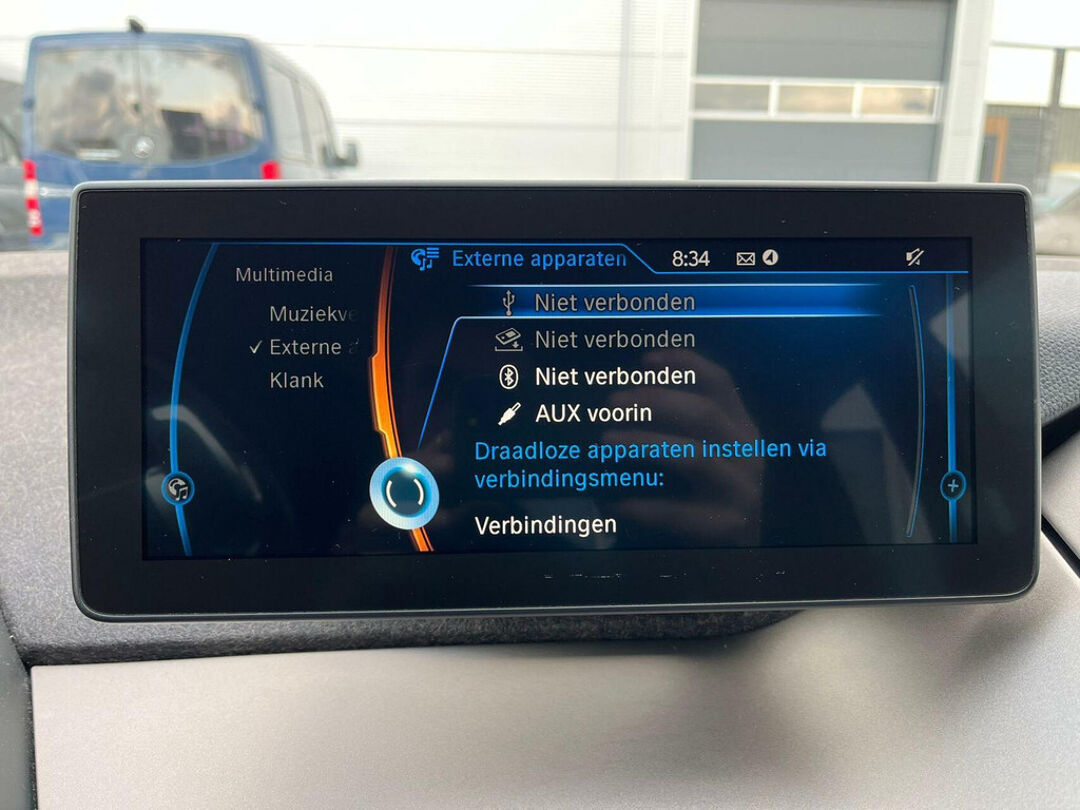 Externe apparaten 8:34
Multimedia
Muziekve
✓ Externe a
Klank
Niet verbonden
Niet verbonden
Niet verbonden
AUX voorin
Draadloze apparaten instellen via
verbindingsmenu:
Verbindingen